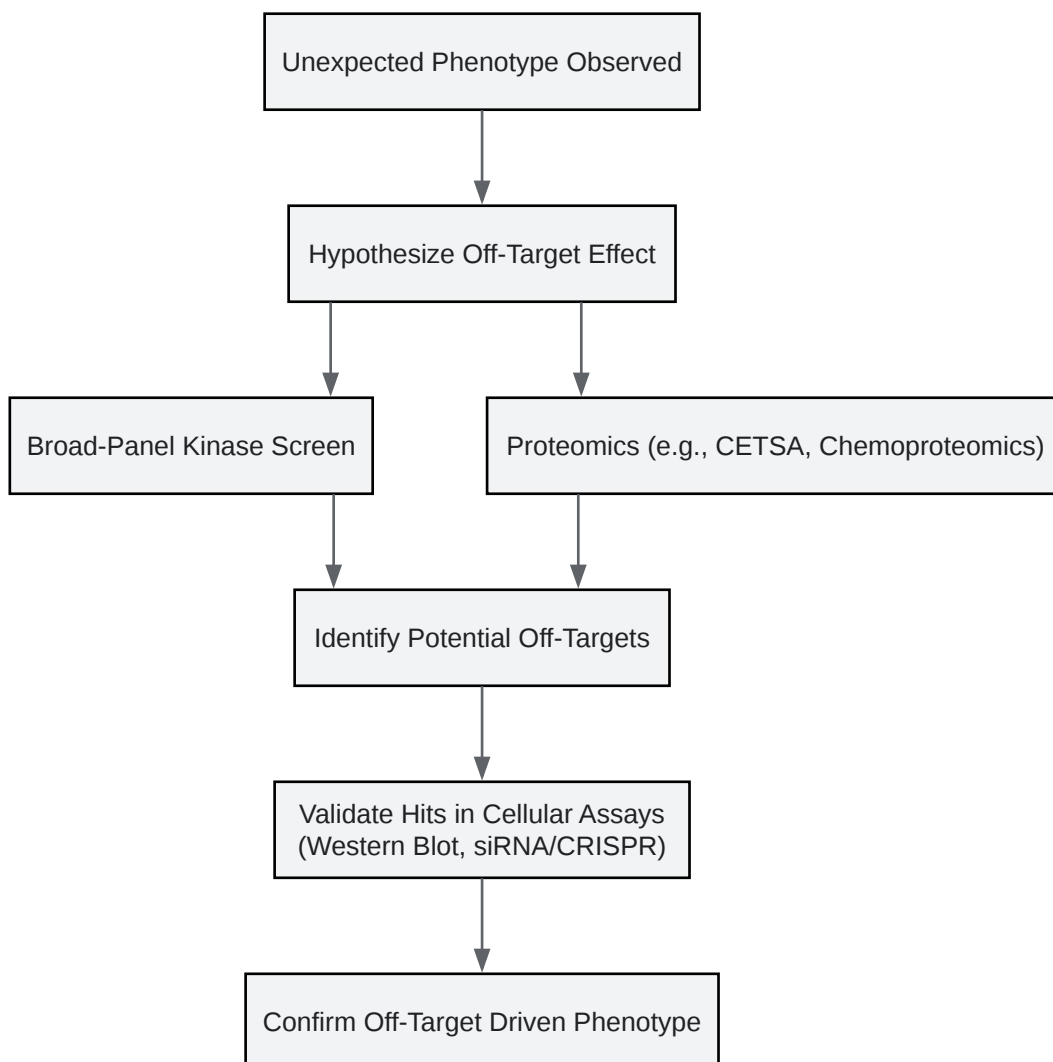 Unexpected Phenotype Observed
Hypothesize Off-Target Effect
Broad-Panel Kinase Screen
Proteomics (e.g., CETSA, Chemoproteomics)
Identify Potential Off-Targets
Validate Hits in Cellular Assays
(Western Blot, siRNA/CRISPR)
Confirm Off-Target Driven Phenotype